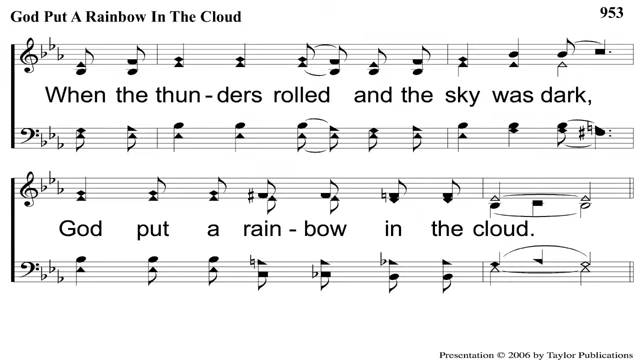 God Put A Rainbow In The Cloud
953
When the thun - ders rolled and the sky was dark,
God put a rain - bow in the cloud.
Presentation © 2006 by Taylor Publications